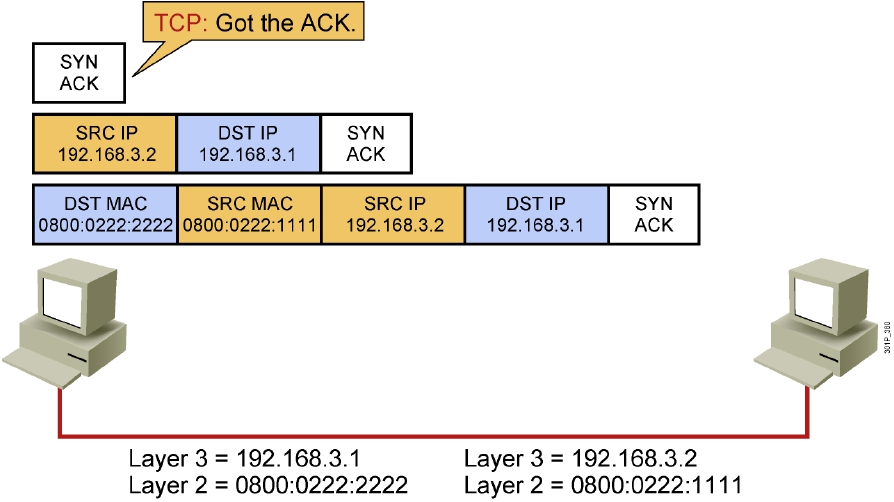 TCP: Got the ACK.
SYN
ACK
SRC IP
192.168.3.2
DST IP
192.168.3.1
SYN
ACK
DST MAC
0800:0222:2222
SRC MAC
0800:0222:1111
SRC IP
192.168.3.2
DST IP
192.168.3.1
SYN
ACK
301P_380
Layer 3 = 192.168.3.1
Layer 2 = 0800:0222:2222
Layer 3 = 192.168.3.2
Layer 2 = 0800:0222:1111